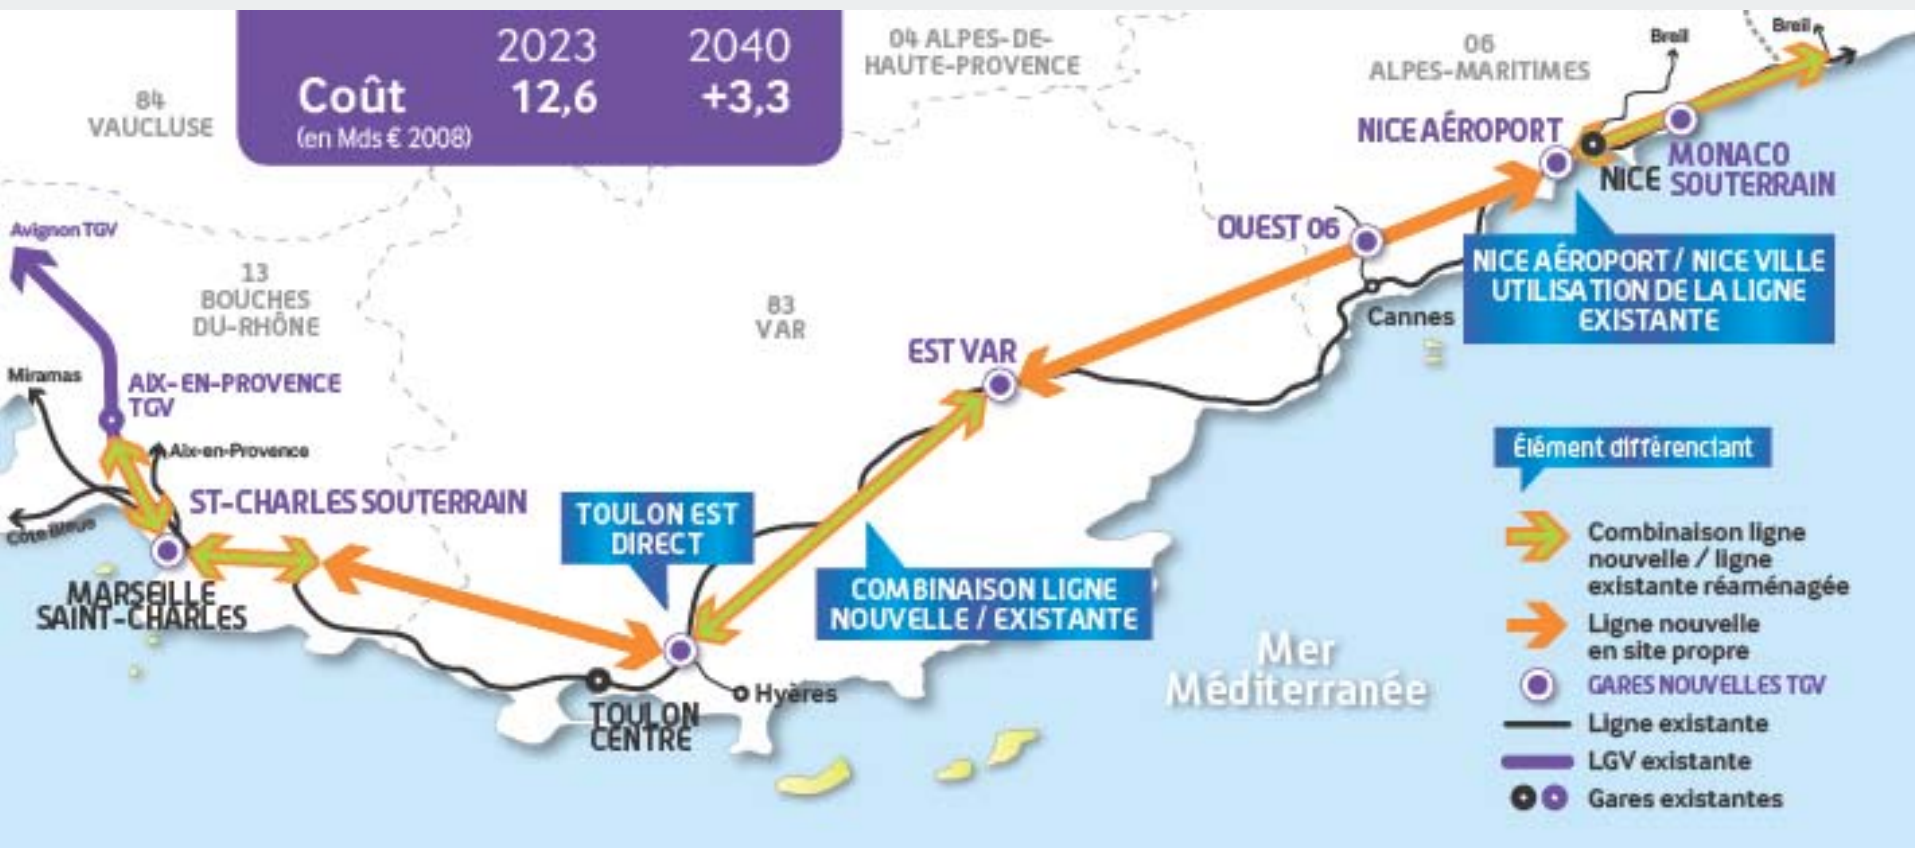 2023 2040
Coût 12,6 +3,3
(en Mds € 2008)
84
VAUCLUSE
04 ALPES-DE-
HAUTE-PROVENCE
06
ALPES-MARITIMES
Breil
Breil
NICE AÉROPORT
NICE
MONACO
SOUTERRAIN
OUEST 06
NICE AÉROPORT / NICE VILLE
UTILISATION DE LA LIGNE
EXISTANTE
Cannes
Avignon TGV
13
BOUCHES
DU-RHÔNE
83
VAR
EST VAR
Miramas
AIX-EN-PROVENCE
TGV
Aix-en-Provence
Côte Bleue
ST-CHARLES SOUTERRAIN
MARSEILLE
SAINT-CHARLES
TOULON EST
DIRECT
COMBINAISON LIGNE
NOUVELLE / EXISTANTE
TOULON
CENTRE
Hyères
Mer
Méditerranée
Élément différenciant
Combinaison ligne
nouvelle / ligne
existante réaménagée
Ligne nouvelle
en site propre
GARES NOUVELLES TGV
Ligne existante
LGV existante
Gares existantes